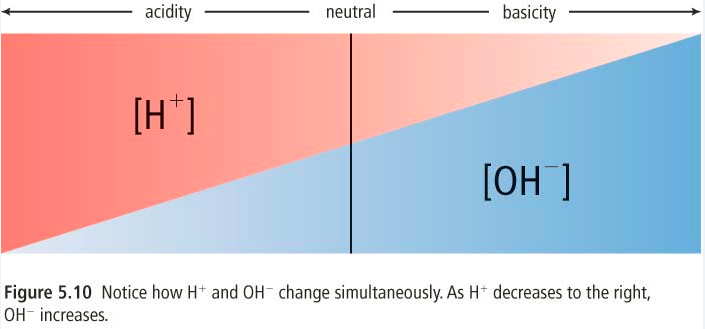 acidity neutral basicity
[H⁺]
[OH⁻]
Figure 5.10 Notice how H⁺ and OH⁻ change simultaneously. As H⁺ decreases to the right,
OH⁻ increases.